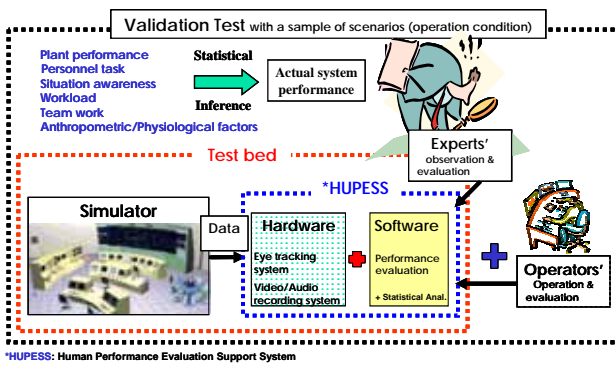 Validation Test with a sample of scenarios (operation condition)
Plant performance
Personnel task
Situation awareness
Workload
Team work
Anthropometric/Physiological factors
Statistical
Inference
Actual system
performance
Experts'
observation &
evaluation
Test bed
*HUPESS
Simulator
Data
Hardware
Eye tracking
system
Video/Audio
recording system
Software
Performance
evaluation
+ Statistical Anal.
Operators'
Operation &
evaluation
*HUPESS: Human Performance Evaluation Support System